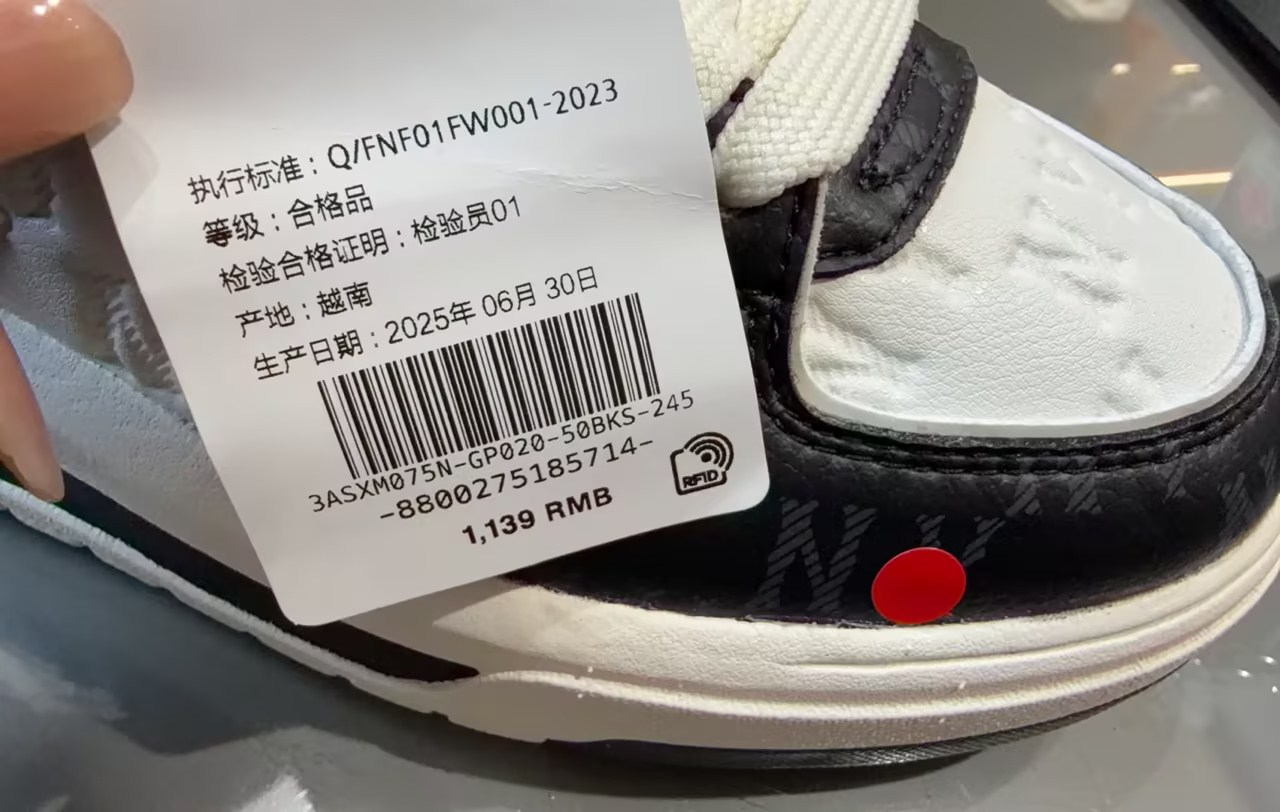 执行标准：Q/FNF01FW001-2023
等级：合格品
检验合格证明：检验员01
产地：越南
生产日期：2025年 06月 30日
3ASXM075N-GP020-50BKS-245
-8800275185714-
RFID
1,139 RMB
NY